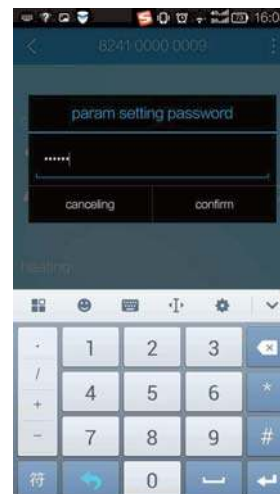 16:0
8241 0000 0009
param setting password
••••••
canceling confirm
heating
· 1 2 3
/ 4 5 6 *
+
- 7 8 9 #
符 0